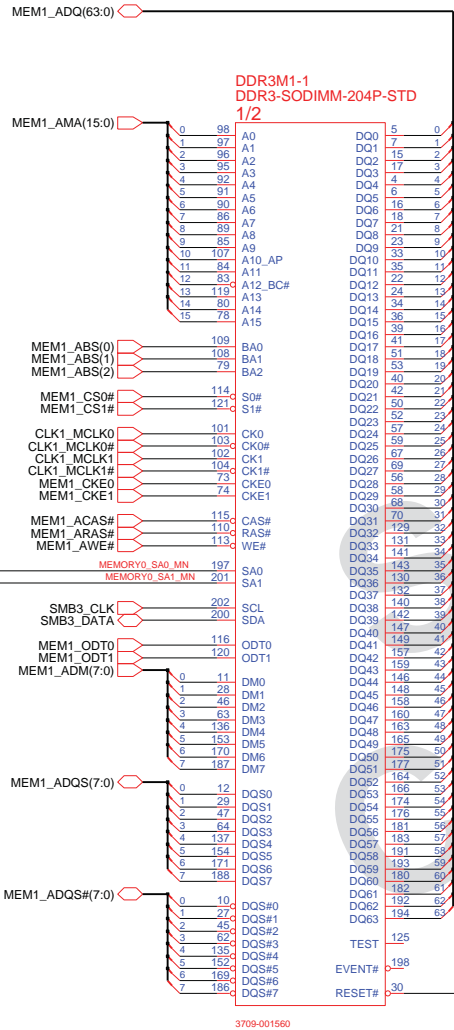 MEM1_ADQ(63:0)
DDR3M1-1
DDR3-SODIMM-204P-STD
1/2
MEM1_AMA(15:0)
0 98 A0
1 97 A1
2 96 A2
3 95 A3
4 92 A4
5 91 A5
6 90 A6
7 86 A7
8 89 A8
9 85 A9
10 107 A10_AP
11 84 A11
12 83 A12_BC#
13 119 A13
14 80 A14
15 78 A15
MEM1_ABS(0) 109 BA0
MEM1_ABS(1) 108 BA1
MEM1_ABS(2) 79 BA2
MEM1_CS0# 114 S0#
MEM1_CS1# 121 S1#
CLK1_MCLK0 101 CK0
CLK1_MCLK0# 103 CK0#
CLK1_MCLK1 102 CK1
CLK1_MCLK1# 104 CK1#
MEM1_CKE0 73 CKE0
MEM1_CKE1 74 CKE1
MEM1_ACAS# 115 CAS#
MEM1_ARAS# 110 RAS#
MEM1_AWE# 113 WE#
MEMORY0_SA0_MN 197 SA0
MEMORY0_SA1_MN 201 SA1
SMB3_CLK 202 SCL
SMB3_DATA 200 SDA
MEM1_ODT0 116 ODT0
MEM1_ODT1 120 ODT1
MEM1_ADM(7:0)
0 11 DM0
1 28 DM1
2 46 DM2
3 63 DM3
4 136 DM4
5 153 DM5
6 170 DM6
7 187 DM7
MEM1_ADQS(7:0)
0 12 DQS0
1 29 DQS1
2 47 DQS2
3 64 DQS3
4 137 DQS4
5 154 DQS5
6 171 DQS6
7 188 DQS7
MEM1_ADQS#(7:0)
0 10 DQS#0
1 27 DQS#1
2 45 DQS#2
3 62 DQS#3
4 135 DQS#4
5 152 DQS#5
6 169 DQS#6
7 186 DQS#7
DQ0 5 0
DQ1 7 1
DQ2 15 2
DQ3 17 3
DQ4 4 4
DQ5 6 5
DQ6 16 6
DQ7 18 7
DQ8 21 8
DQ9 23 9
DQ10 33 10
DQ11 35 11
DQ12 22 12
DQ13 24 13
DQ14 34 14
DQ15 36 15
DQ16 39 16
DQ17 41 17
DQ18 51 18
DQ19 53 19
DQ20 40 20
DQ21 42 21
DQ22 50 22
DQ23 52 23
DQ24 57 24
DQ25 59 25
DQ26 67 26
DQ27 69 27
DQ28 56 28
DQ29 58 29
DQ30 68 30
DQ31 70 31
DQ32 129 32
DQ33 131 33
DQ34 141 34
DQ35 143 35
DQ36 130 36
DQ37 132 37
DQ38 140 38
DQ39 142 39
DQ40 147 40
DQ41 149 41
DQ42 157 42
DQ43 159 43
DQ44 146 44
DQ45 148 45
DQ46 158 46
DQ47 160 47
DQ48 163 48
DQ49 165 49
DQ50 175 50
DQ51 177 51
DQ52 164 52
DQ53 166 53
DQ54 174 54
DQ55 176 55
DQ56 181 56
DQ57 183 57
DQ58 191 58
DQ59 193 59
DQ60 180 60
DQ61 182 61
DQ62 192 62
DQ63 194 63
TEST 125
EVENT# 198
RESET# 30
3709-001560